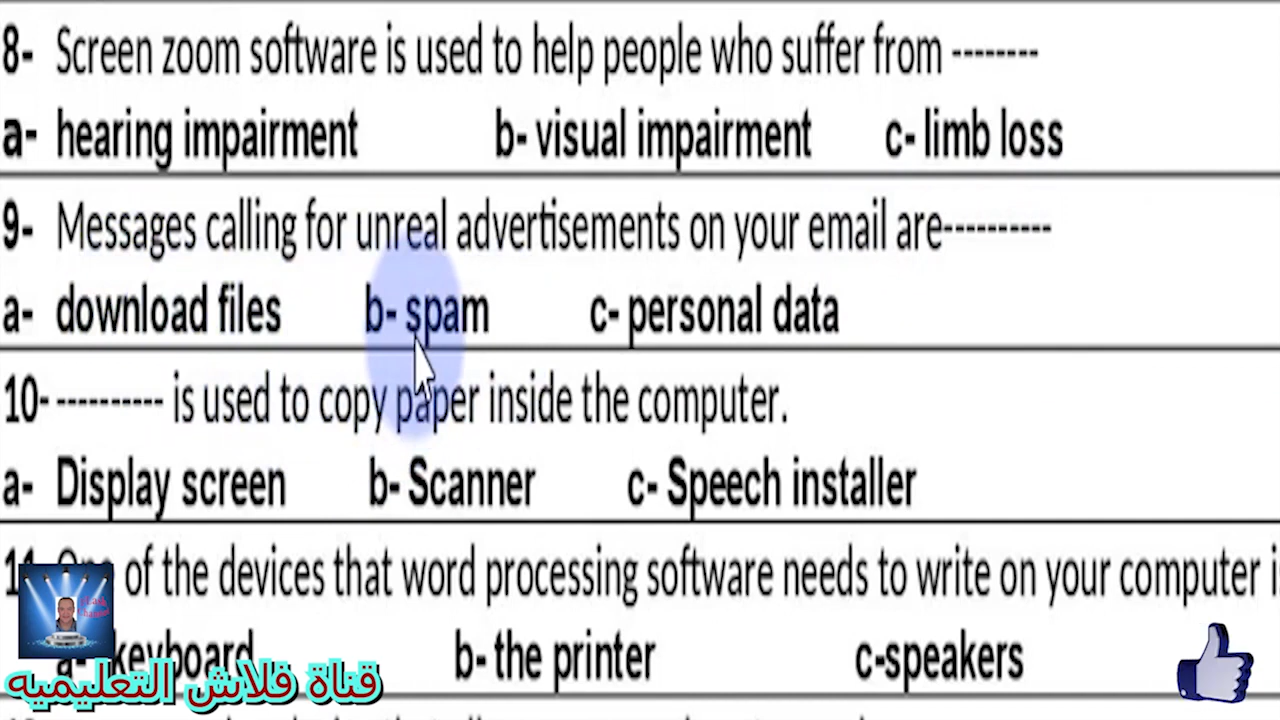 8- Screen zoom software is used to help people who suffer from --------
a- hearing impairment b- visual impairment c- limb loss
9- Messages calling for unreal advertisements on your email are----------
a- download files b- spam c- personal data
10- ---------- is used to copy paper inside the computer.
a- Display screen b- Scanner c- Speech installer
of the devices that word processing software needs to write on your computer
a- keyboard b- the printer c-speakers
قناة فلاش التعليميه